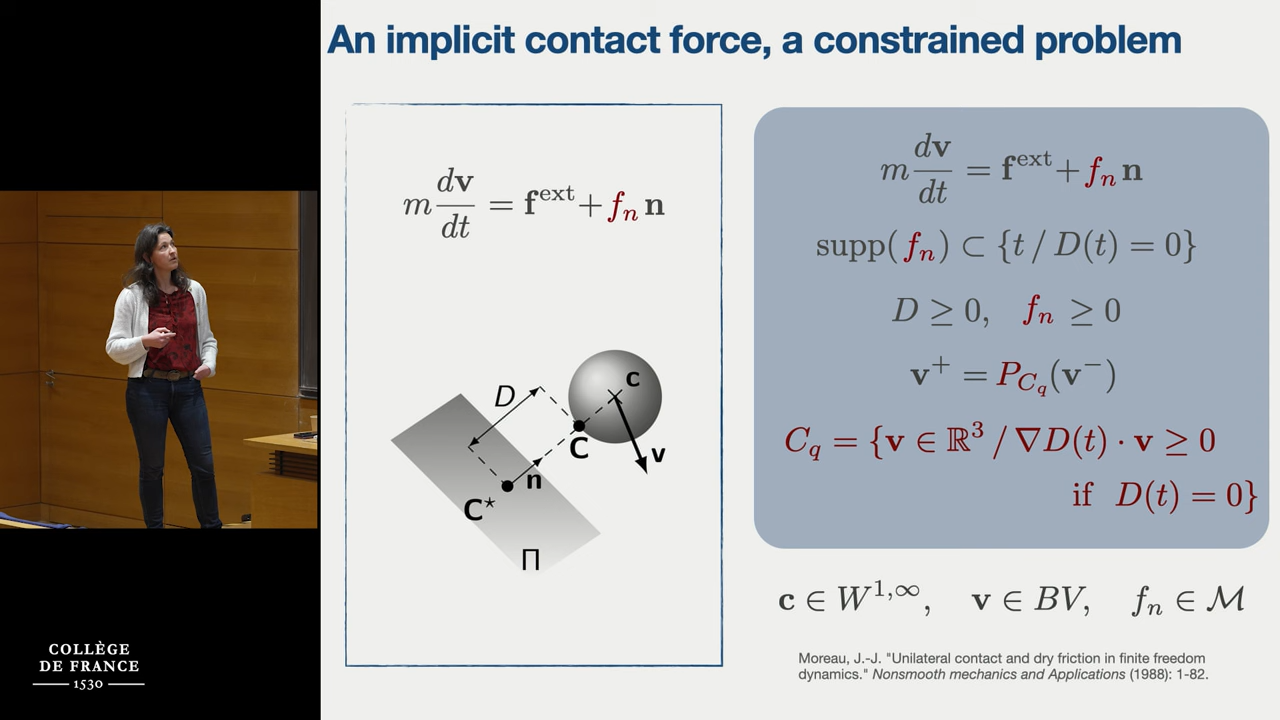 An implicit contact force, a constrained problem
m dv/dt = f^ext + f_n n
D
c
C
v
n
C⋆
Π
m dv/dt = f^ext + f_n n
supp(f_n) ⊂ {t / D(t) = 0}
D ≥ 0, f_n ≥ 0
v^+ = P_{C_q}(v^−)
C_q = {v ∈ ℝ^3 / ∇D(t) · v ≥ 0
if D(t) = 0}
c ∈ W^{1,∞}, v ∈ BV, f_n ∈ ℳ
Moreau, J.-J. "Unilateral contact and dry friction in finite freedom
dynamics." Nonsmooth mechanics and Applications (1988): 1-82.
COLLÈGE
DE FRANCE
1530